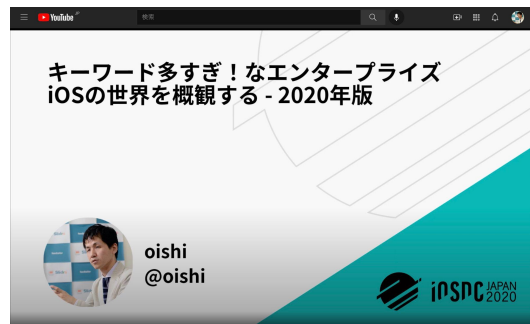 YouTube JP
検索
キーワード多すぎ！なエンタープライズ
iOSの世界を概観する - 2020年版
oishi
@oishi
iOSDC JAPAN
2020